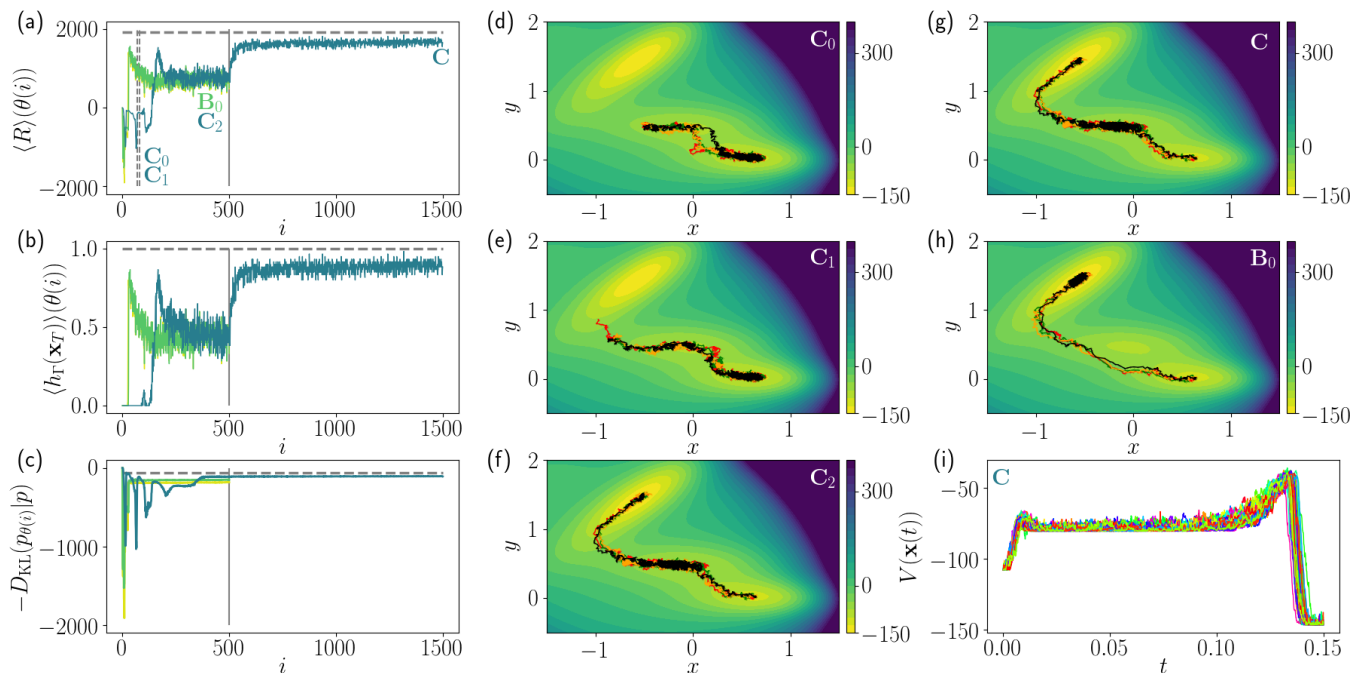 (a)
2000
0
−2000
⟨R⟩(θ(i))
B₀
C₂
C₀
C₁
C
0
500
1000
1500
i
(b)
1.0
0.5
0.0
⟨h_Γ(x_T)⟩(θ(i))
0
500
1000
1500
i
(c)
0
−1000
−2000
−D_KL(p_θ(i)|p)
0
500
1000
1500
i
(d)
2
1
0
y
C₀
−1
0
1
x
300
0
−150
(e)
2
1
0
y
C₁
−1
0
1
x
300
0
−150
(f)
2
1
0
y
C₂
−1
0
1
x
300
0
−150
(g)
2
1
0
y
C
−1
0
1
x
300
0
−150
(h)
2
1
0
y
B₀
−1
0
1
x
300
0
−150
(i)
C
−50
−100
−150
V(x(t))
0.00
0.05
0.10
0.15
t